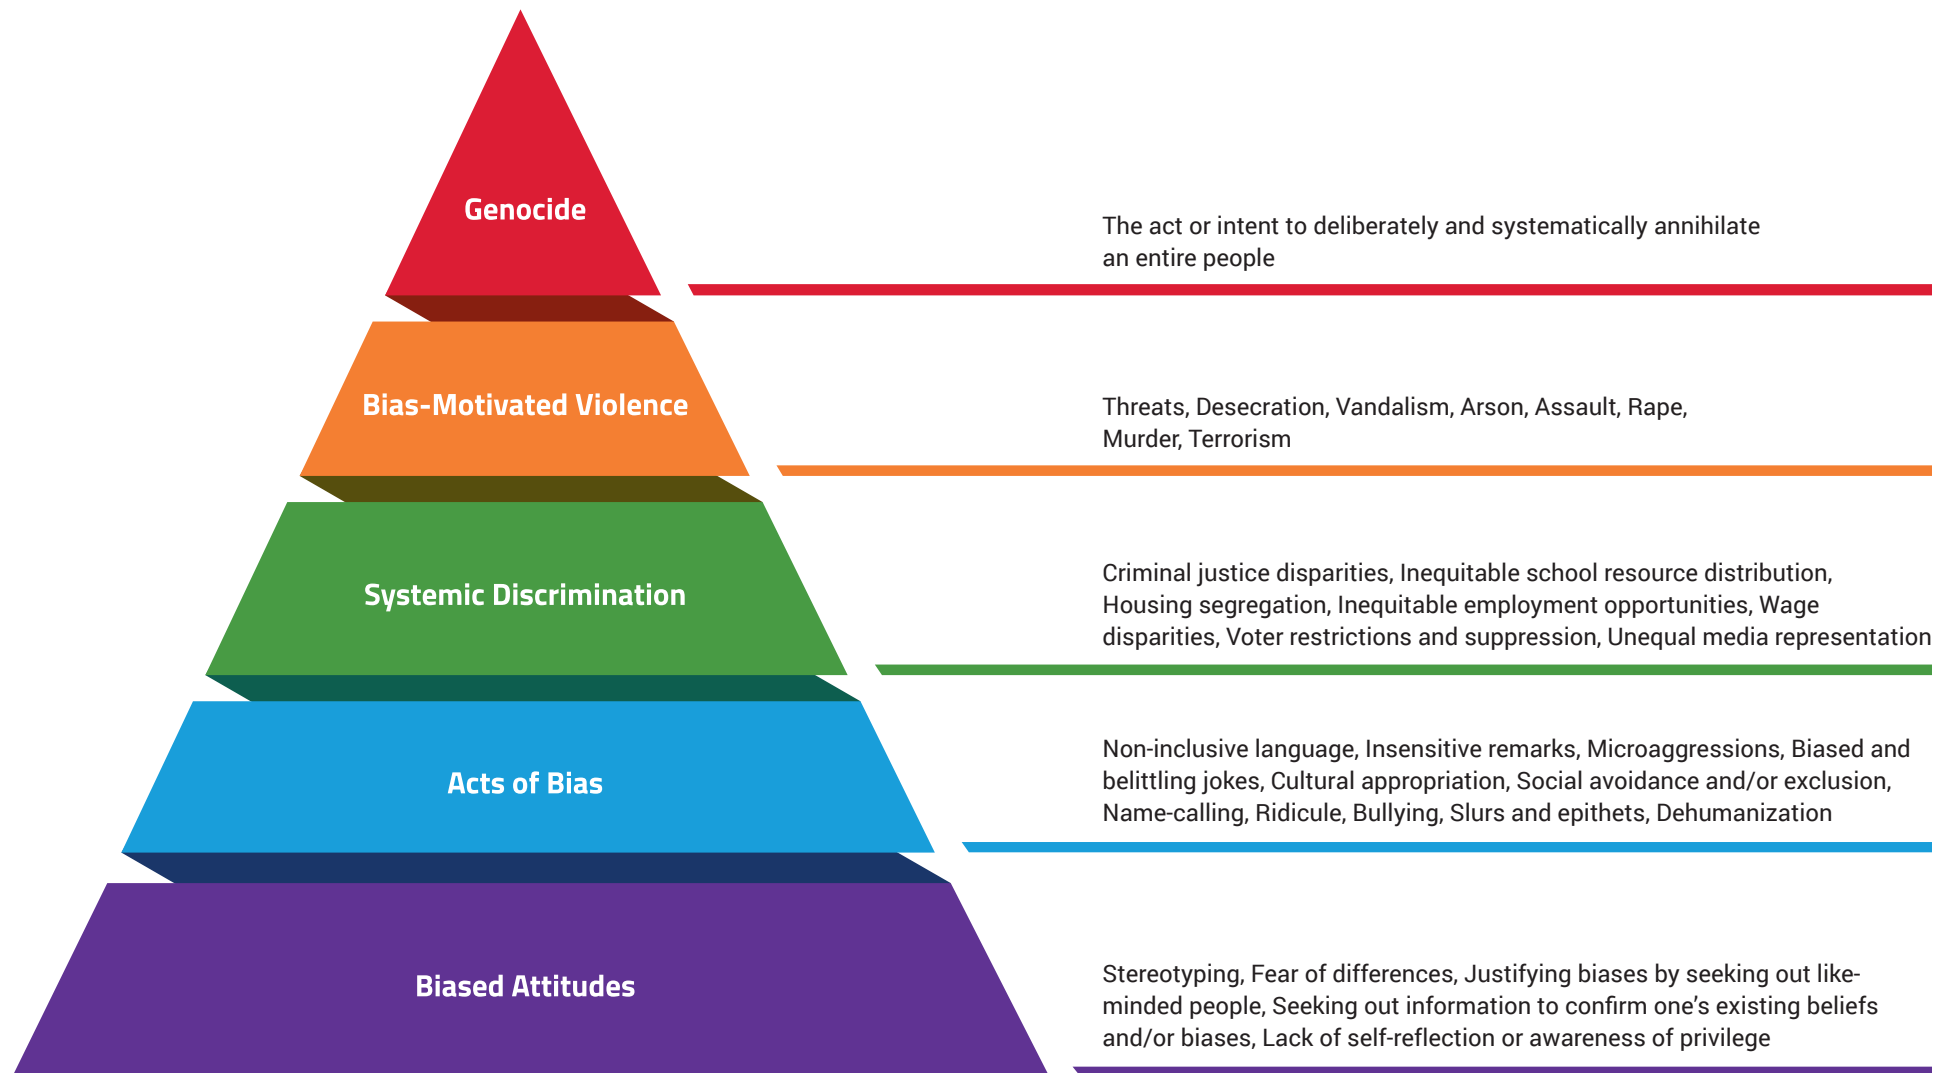 Genocide
The act or intent to deliberately and systematically annihilate
an entire people
Bias-Motivated Violence
Threats, Desecration, Vandalism, Arson, Assault, Rape,
Murder, Terrorism
Systemic Discrimination
Criminal justice disparities, Inequitable school resource distribution,
Housing segregation, Inequitable employment opportunities, Wage
disparities, Voter restrictions and suppression, Unequal media representation
Acts of Bias
Non-inclusive language, Insensitive remarks, Microaggressions, Biased and
belittling jokes, Cultural appropriation, Social avoidance and/or exclusion,
Name-calling, Ridicule, Bullying, Slurs and epithets, Dehumanization
Biased Attitudes
Stereotyping, Fear of differences, Justifying biases by seeking out like-
minded people, Seeking out information to confirm one’s existing beliefs
and/or biases, Lack of self-reflection or awareness of privilege